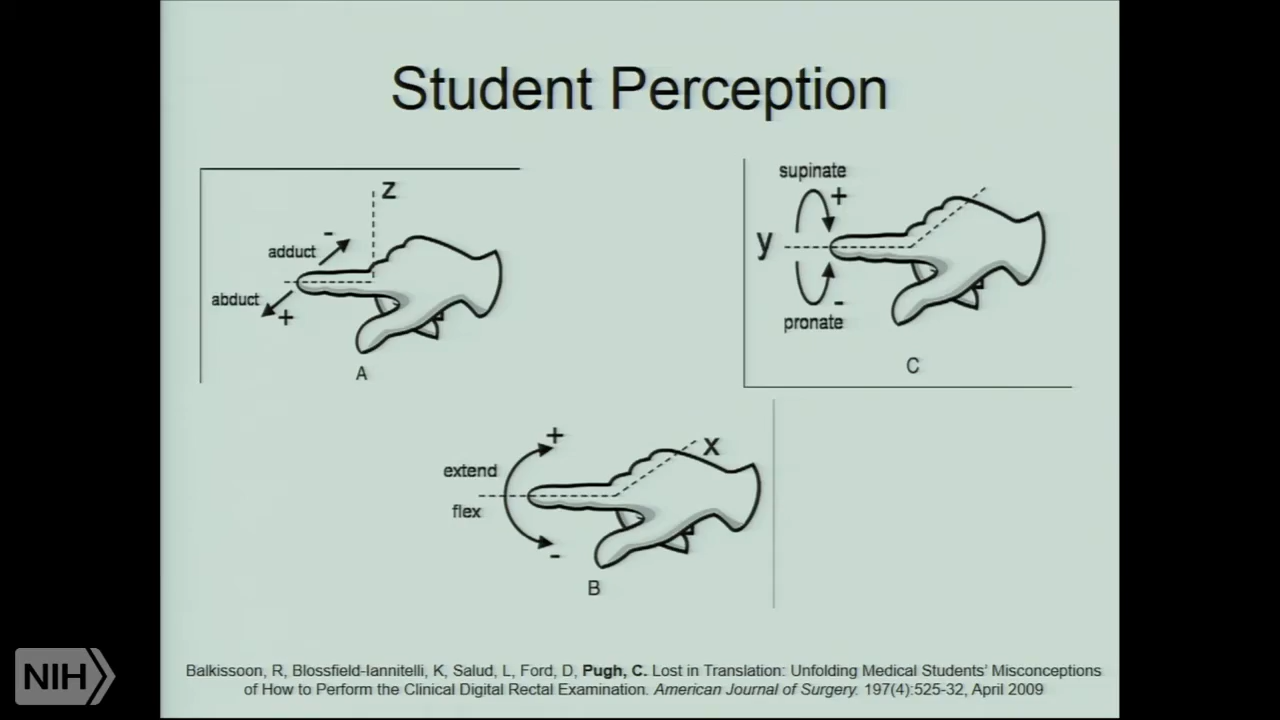 Student Perception
z
-
adduct
abduct
+
A
supinate
+
y
-
pronate
C
+
x
extend
flex
-
B
Balkissoon, R, Blossfield-Iannitelli, K, Salud, L, Ford, D, Pugh, C. Lost in Translation: Unfolding Medical Students' Misconceptions
of How to Perform the Clinical Digital Rectal Examination. American Journal of Surgery. 197(4):525-32, April 2009
NIH